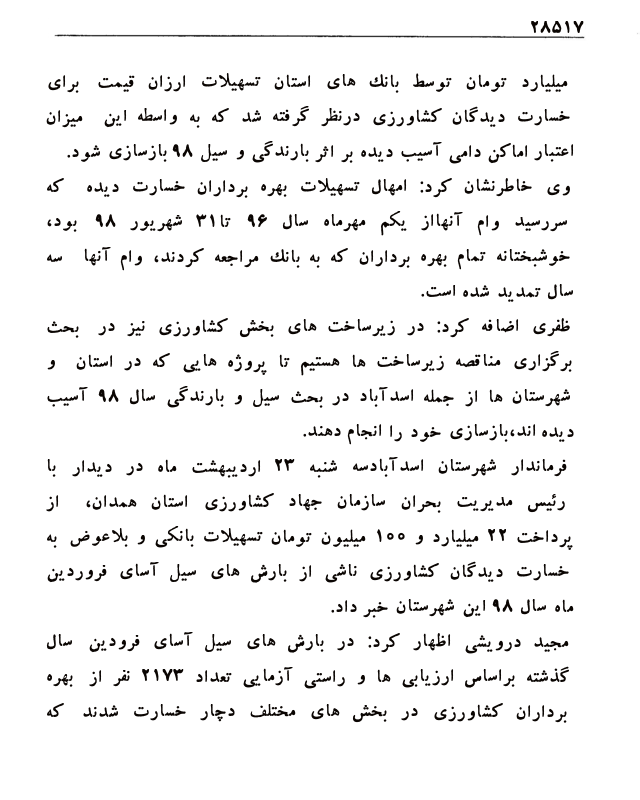 ۲۸۵۱۷
میلیارد تومان توسط بانك های استان تسهیلات ارزان قیمت برای
خسارت دیدگان کشاورزی درنظر گرفته شد که به واسطه این میزان
اعتبار اماکن دامی آسیب دیده بر اثر بارندگی و سیل ۹۸ بازسازی شود.
وی خاطرنشان کرد: امهال تسهیلات بهره برداران خسارت دیده که
سررسید وام آنهااز یکم مهرماه سال ۹۶ تا۳۱ شهریور ۹۸ بود،
خوشبختانه تمام بهره برداران که به بانك مراجعه کردند، وام آنها سه
سال تمدید شده است.
ظفری اضافه کرد: در زیرساخت های بخش کشاورزی نیز در بحث
برگزاری مناقصه زیرساخت ها هستیم تا پروژه هایی که در استان و
شهرستان ها از جمله اسدآباد در بحث سیل و بارندگی سال ۹۸ آسیب
دیده اند،بازسازی خود را انجام دهند.
فرماندار شهرستان اسدآبادسه شنبه ۲۳ اردیبهشت ماه در دیدار با
رئیس مدیریت بحران سازمان جهاد کشاورزی استان همدان، از
پرداخت ۲۲ میلیارد و ۱۰۰ میلیون تومان تسهیلات بانکی و بلاعوض به
خسارت دیدگان کشاورزی ناشی از بارش های سیل آسای فروردین
ماه سال ۹۸ این شهرستان خبر داد.
مجید درویشی اظهار کرد: در بارش های سیل آسای فرودین سال
گذشته براساس ارزیابی ها و راستی آزمایی تعداد ۲۱۷۳ نفر از بهره
برداران کشاورزی در بخش های مختلف دچار خسارت شدند که